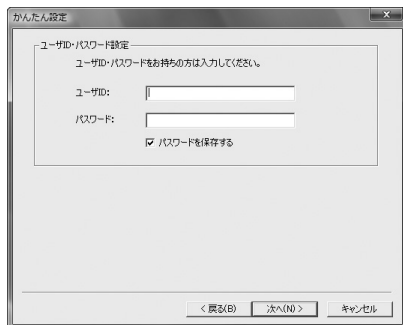 かんたん設定
ユーザID・パスワード設定
ユーザID・パスワードをお持ちの方は入力してください。
ユーザID:
パスワード:
パスワードを保存する
< 戻る(B)
次へ(N) >
キャンセル